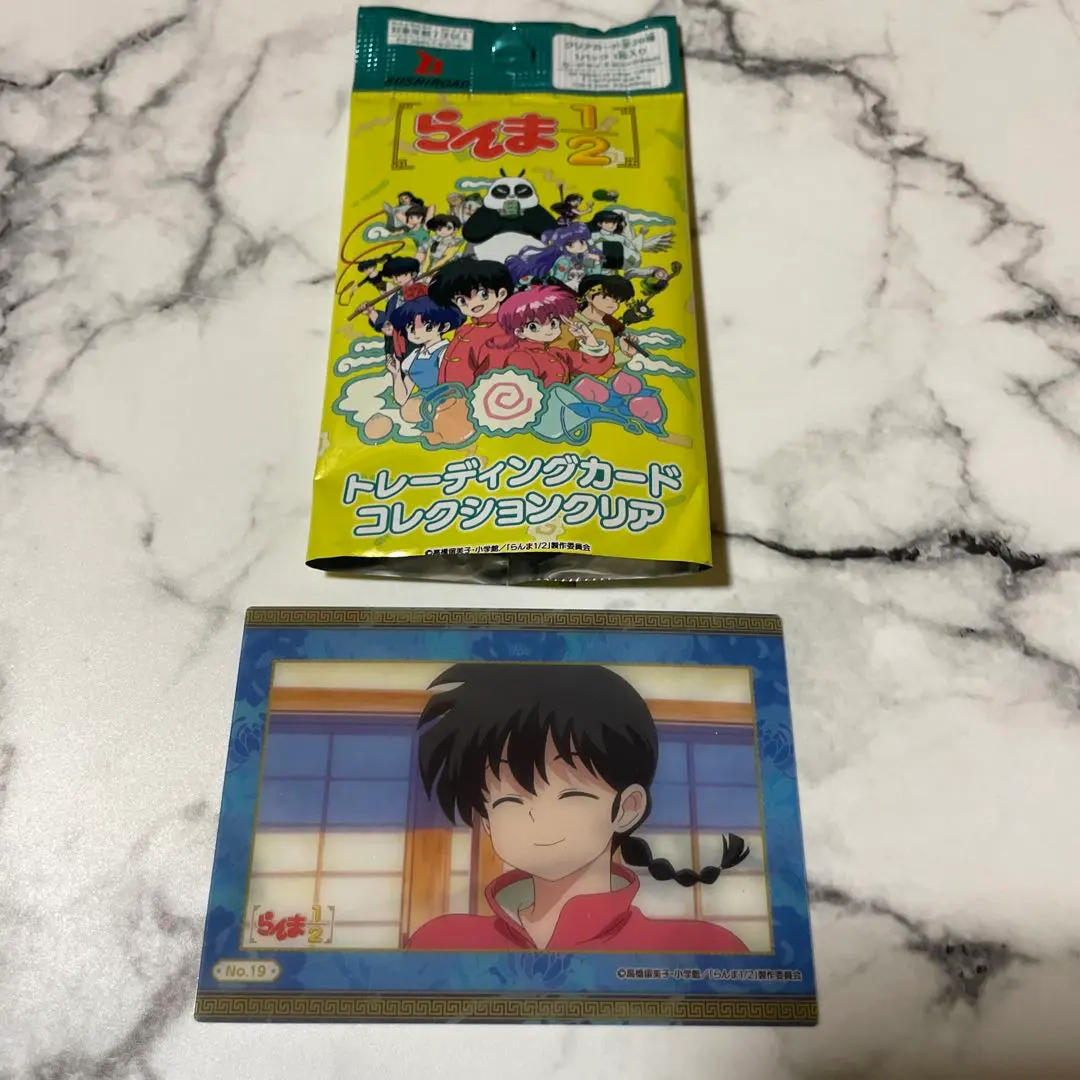 BUSHIROAD
らんま1/2
トレーディングカード
コレクションクリア
©高橋留美子・小学館／「らんま1/2」製作委員会
らんま1/2
No.19
©高橋留美子・小学館／「らんま1/2」製作委員会